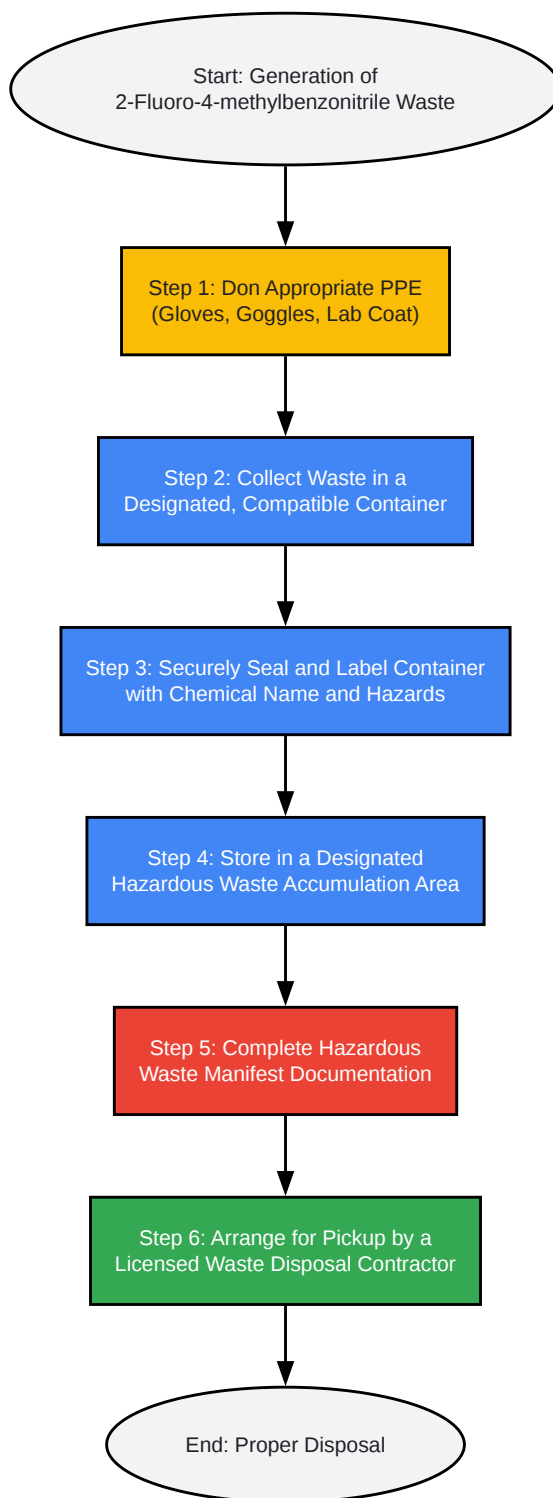 Start: Generation of
2-Fluoro-4-methylbenzonitrile Waste
Step 1: Don Appropriate PPE
(Gloves, Goggles, Lab Coat)
Step 2: Collect Waste in a
Designated, Compatible Container
Step 3: Securely Seal and Label Container
with Chemical Name and Hazards
Step 4: Store in a Designated
Hazardous Waste Accumulation Area
Step 5: Complete Hazardous
Waste Manifest Documentation
Step 6: Arrange for Pickup by a
Licensed Waste Disposal Contractor
End: Proper Disposal